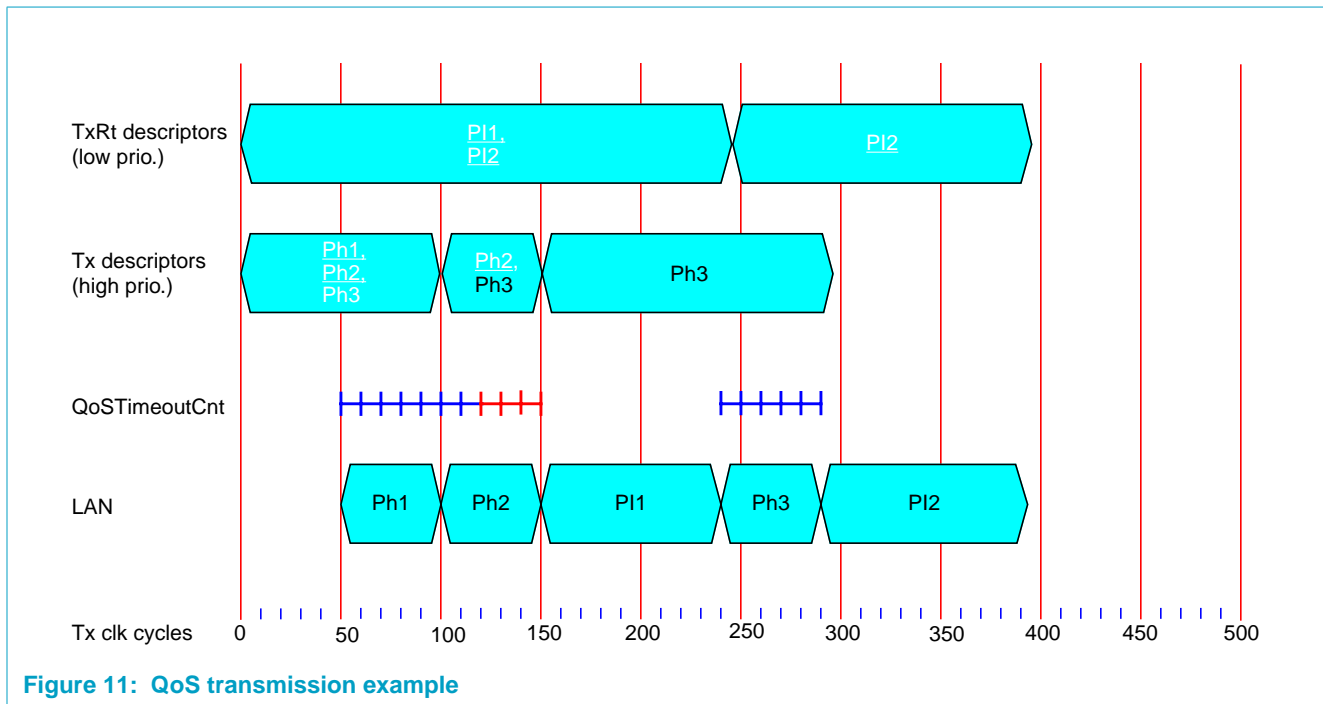 TxRt descriptors
(low prio.)
Pl1,
Pl2
Pl2
Tx descriptors
(high prio.)
Ph1,
Ph2,
Ph3
Ph2,
Ph3
Ph3
QoSTimeoutCnt
LAN
Ph1
Ph2
Pl1
Ph3
Pl2
Tx clk cycles
0 50 100 150 200 250 300 350 400 450 500
Figure 11: QoS transmission example